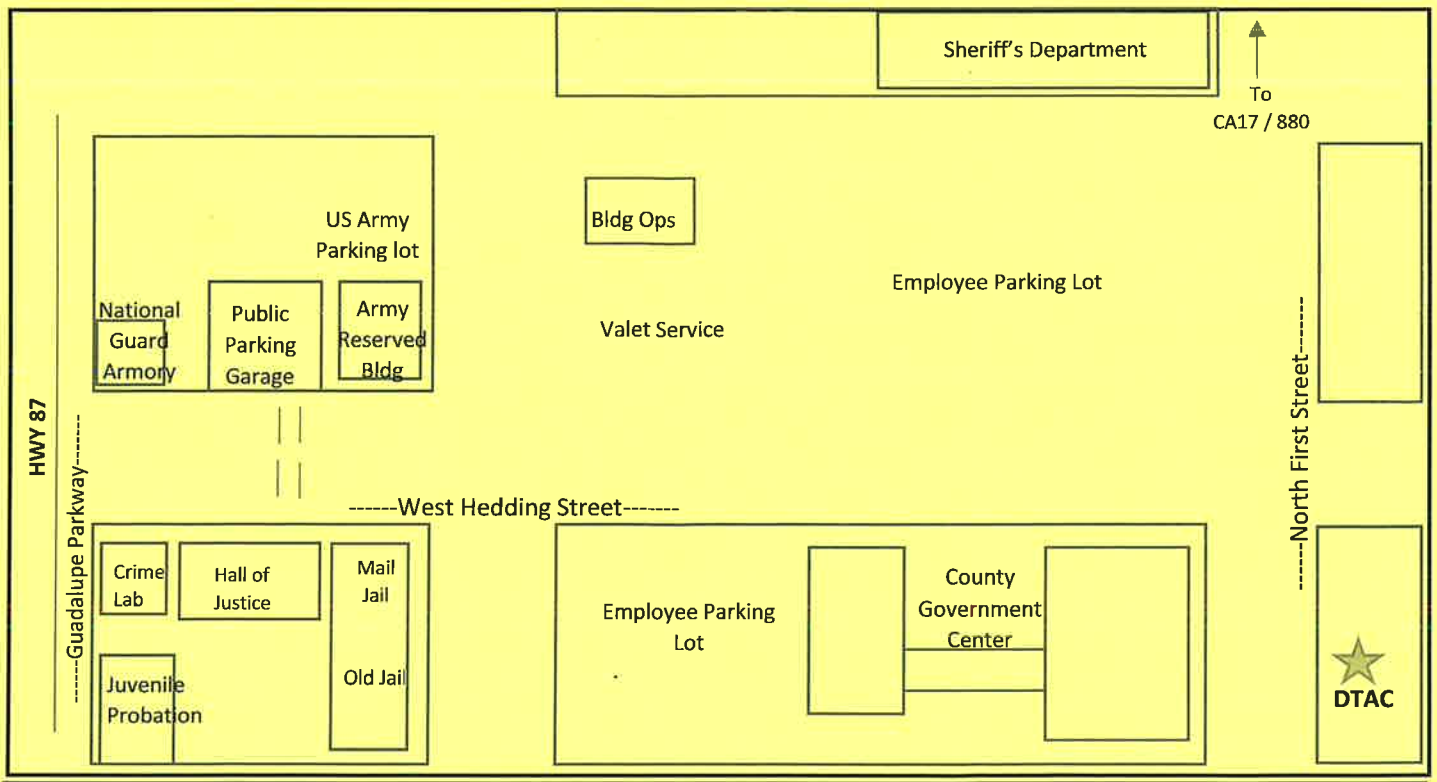 Sheriff's Department
To
CA17 / 880
US Army
Parking lot
Bldg Ops
Employee Parking Lot
National
Guard
Armory
Public
Parking
Garage
Army
Reserved
Bldg
Valet Service
HWY 87
------Guadalupe Parkway-------
------West Hedding Street-------
------North First Street------
Crime
Lab
Hall of
Justice
Mail
Jail
Old Jail
Juvenile
Probation
Employee Parking
Lot
County
Government
Center
DTAC